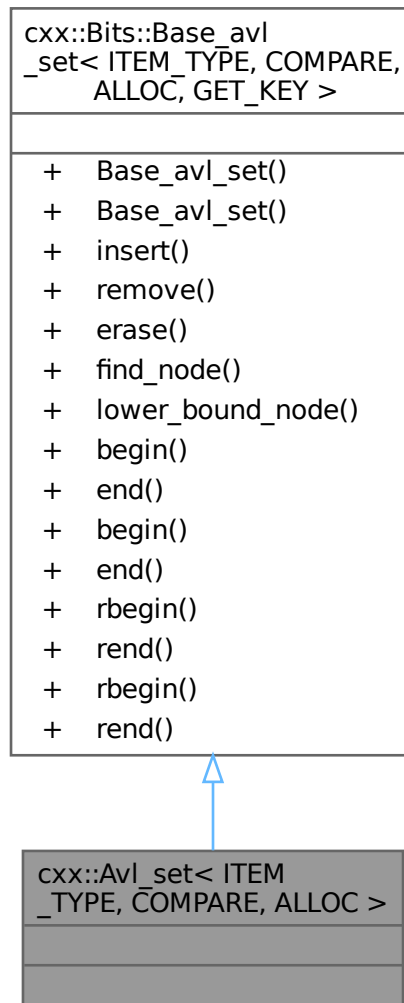 cxx::Bits::Base_avl
_set< ITEM_TYPE, COMPARE,
ALLOC, GET_KEY >
+ Base_avl_set()
+ Base_avl_set()
+ insert()
+ remove()
+ erase()
+ find_node()
+ lower_bound_node()
+ begin()
+ end()
+ begin()
+ end()
+ rbegin()
+ rend()
+ rbegin()
+ rend()
cxx::Avl_set< ITEM
_TYPE, COMPARE, ALLOC >